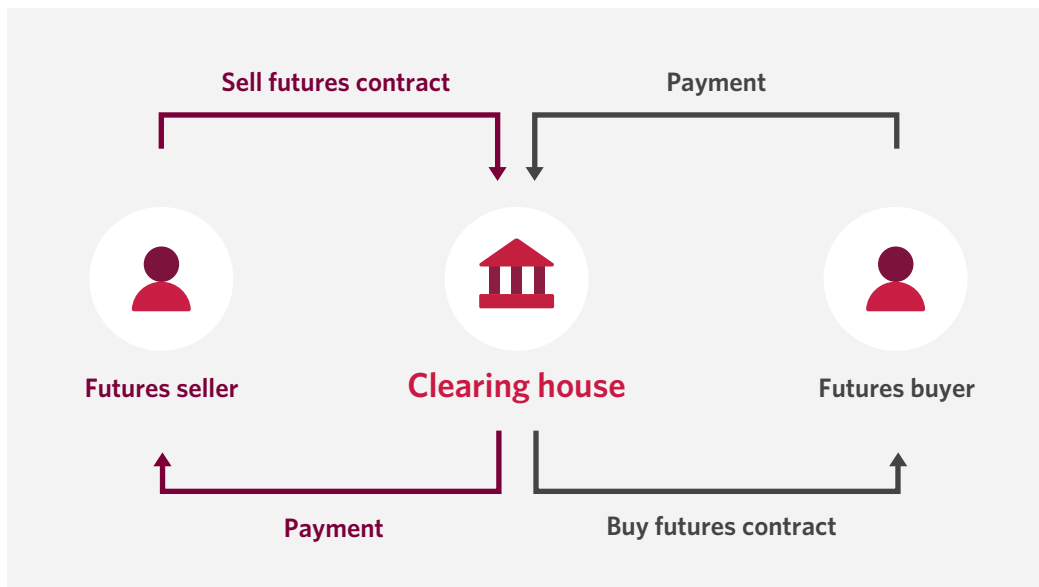 Sell futures contract
Payment
Futures seller
Clearing house
Futures buyer
Payment
Buy futures contract